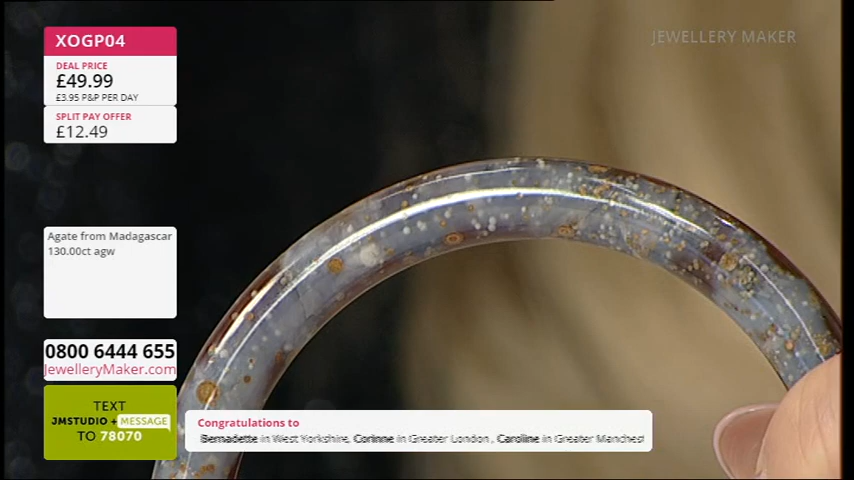 XOGP04
DEAL PRICE
£49.99
£3.95 P&P PER DAY
SPLIT PAY OFFER
£12.49
JEWELLERY MAKER
Agate from Madagascar
130.00ct agw
0800 6444 655
JewelleryMaker.com
TEXT
JMSTUDIO + MESSAGE
TO 78070
Congratulations to
Bernadette in West Yorkshire, Corinne in Greater London, Caroline in Greater Manchest